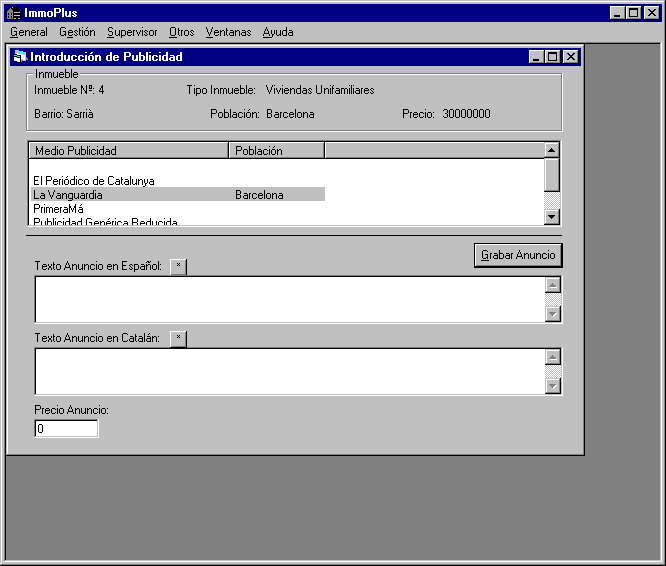 ImmoPlus
General Gestión Supervisor Otros Ventanas Ayuda
Introducción de Publicidad
Inmueble
Inmueble Nº: 4 Tipo Inmueble: Viviendas Unifamiliares
Barrio: Sarrià Población: Barcelona Precio: 30000000
Medio Publicidad Población
El Periódico de Catalunya
La Vanguardia Barcelona
PrimeraMá
Publicidad Genérica Reducida
Grabar Anuncio
Texto Anuncio en Español: *
Texto Anuncio en Catalán: *
Precio Anuncio:
0